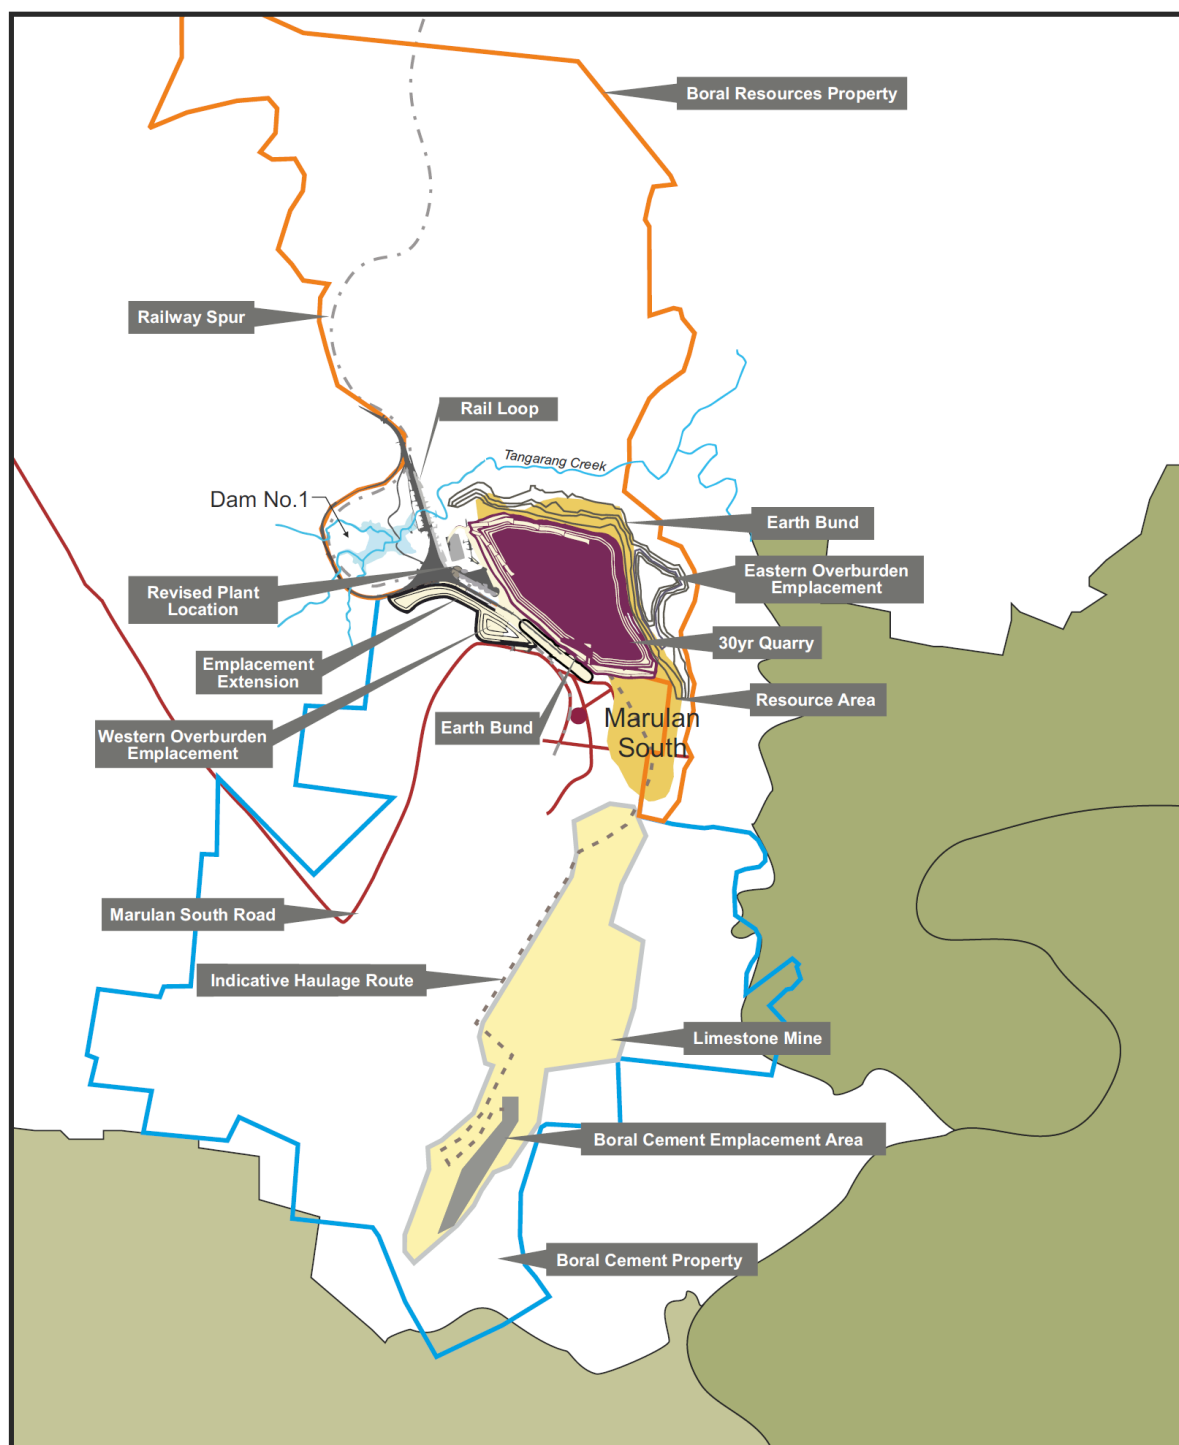 Boral Resources Property
Railway Spur
Rail Loop
Tangarang Creek
Dam No.1
Earth Bund
Eastern Overburden
Emplacement
Revised Plant
Location
30yr Quarry
Emplacement
Extension
Resource Area
Marulan
South
Earth Bund
Western Overburden
Emplacement
Marulan South Road
Indicative Haulage Route
Limestone Mine
Boral Cement Emplacement Area
Boral Cement Property